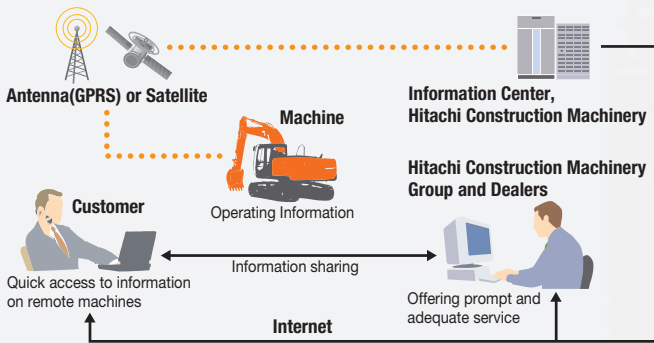 Antenna(GPRS) or Satellite
Information Center,
Hitachi Construction Machinery
Machine
Operating Information
Hitachi Construction Machinery
Group and Dealers
Customer
Quick access to information
on remote machines
Information sharing
Offering prompt and
adequate service
Internet